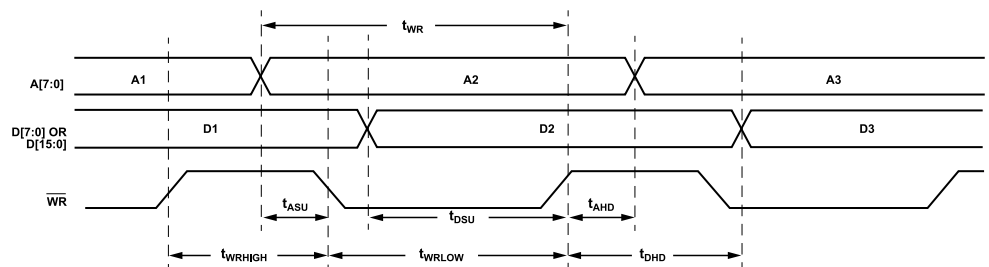 tWR
A[7:0] A1 A2 A3
D[7:0] OR
D[15:0] D1 D2 D3
WR
tASU tDSU tAHD
tWRHIGH tWRLOW tDHD